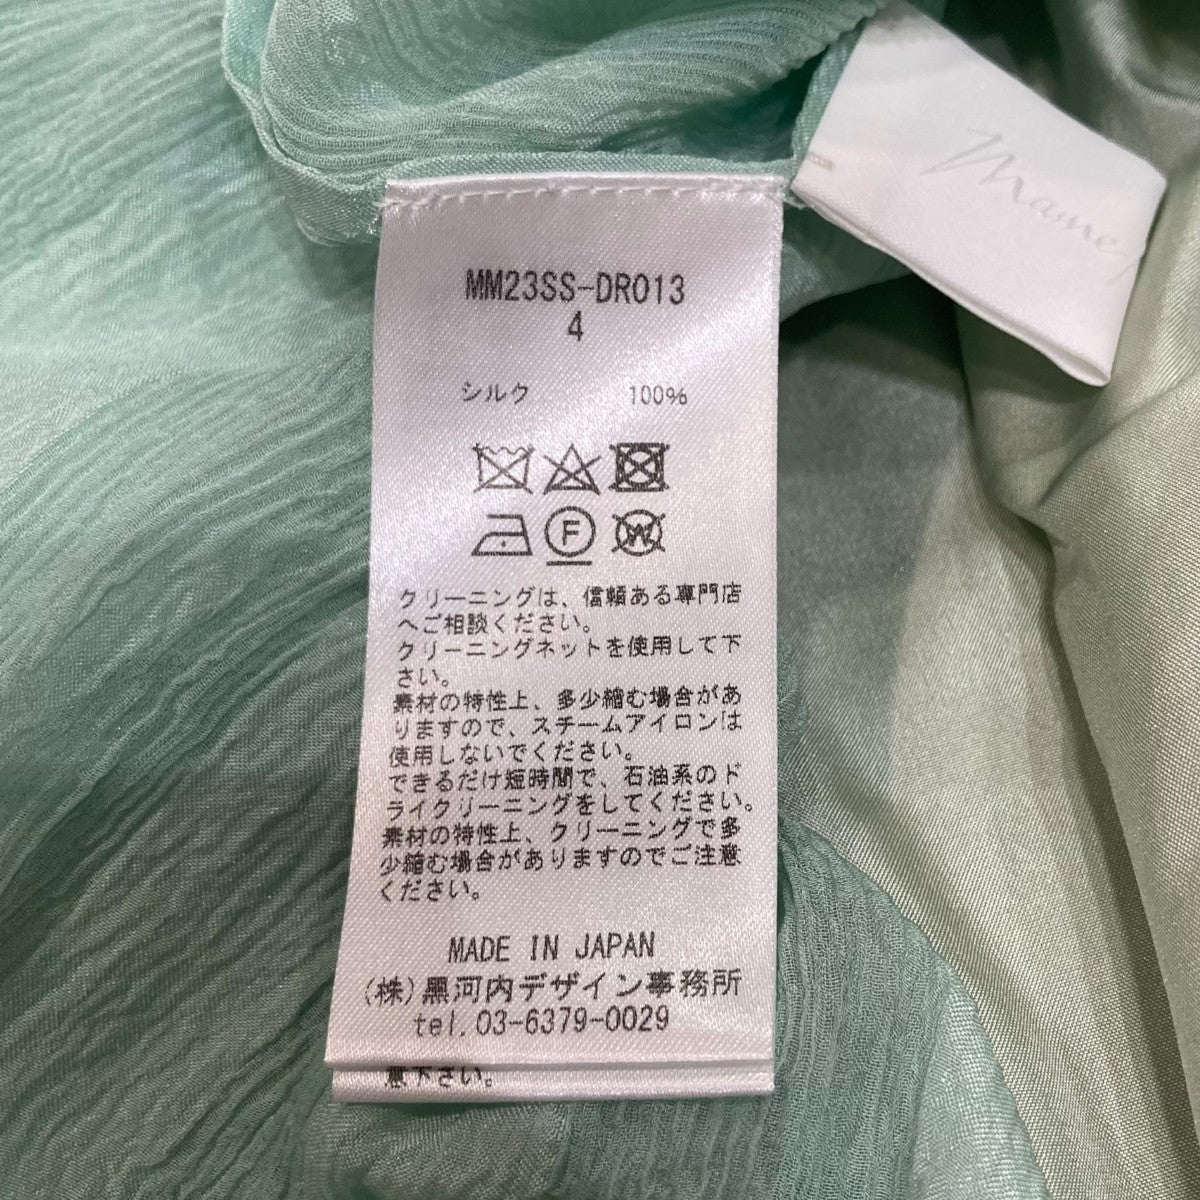 Mame
MM23SS-DR013
4
シルク 100%
F
W
クリーニングは、信頼ある専門店
へご相談ください。
クリーニングネットを使用して下
さい。
素材の特性上、多少縮む場合があ
りますので、スチームアイロンは
使用しないでください。
できるだけ短時間で、石油系のド
ライクリーニングをしてください。
素材の特性上、クリーニングで多
少縮む場合がありますのでご注意
ください。
MADE IN JAPAN
(株)黒河内デザイン事務所
tel.03-6379-0029
意下さい。